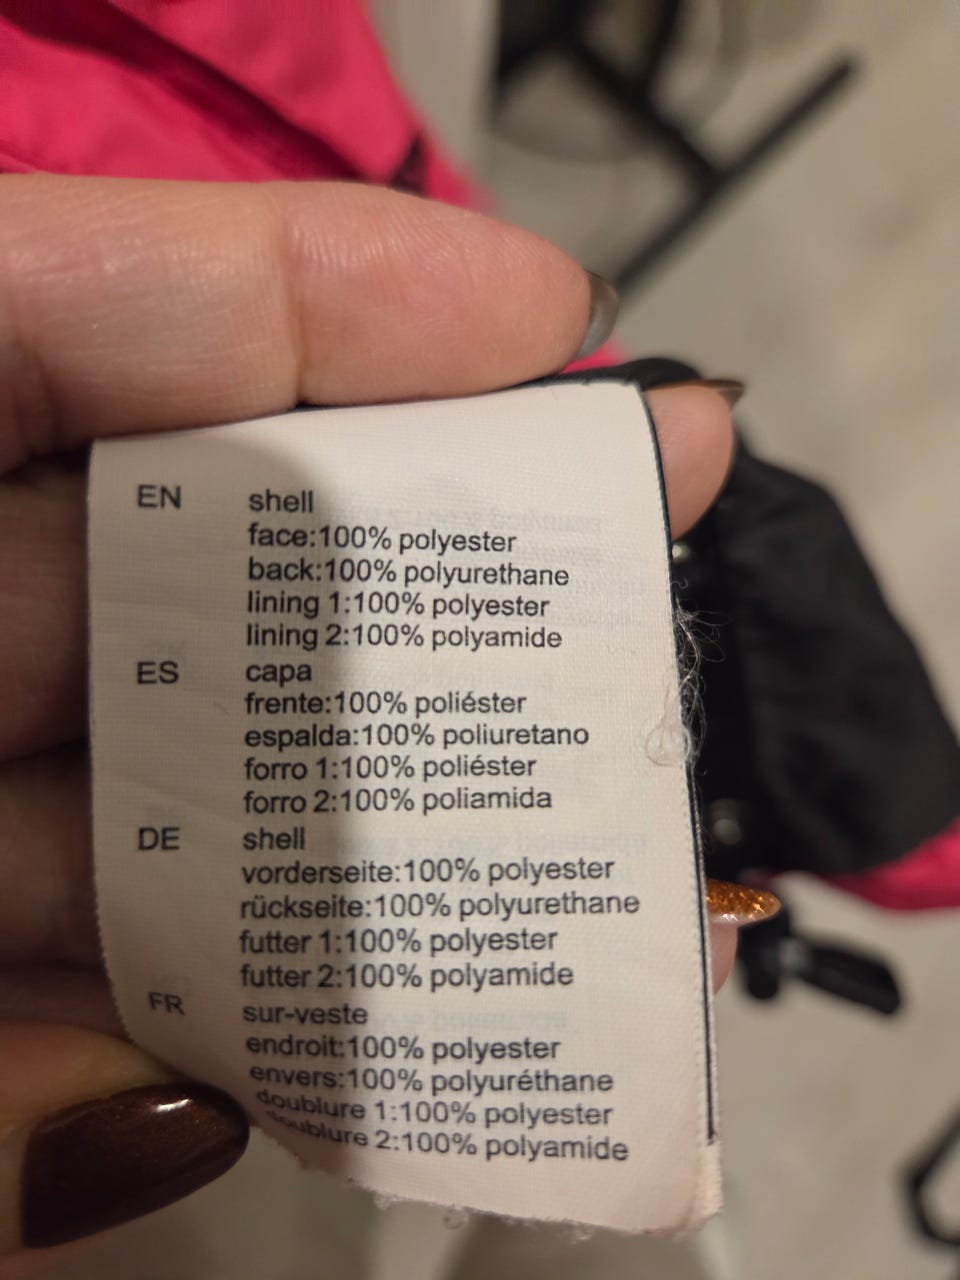 EN shell
face:100% polyester
back:100% polyurethane
lining 1:100% polyester
lining 2:100% polyamide
ES capa
frente:100% poliéster
espalda:100% poliuretano
forro 1:100% poliéster
forro 2:100% poliamida
DE shell
vorderseite:100% polyester
rückseite:100% polyurethane
futter 1:100% polyester
futter 2:100% polyamide
FR sur-veste
endroit:100% polyester
envers:100% polyuréthane
doublure 1:100% polyester
doublure 2:100% polyamide